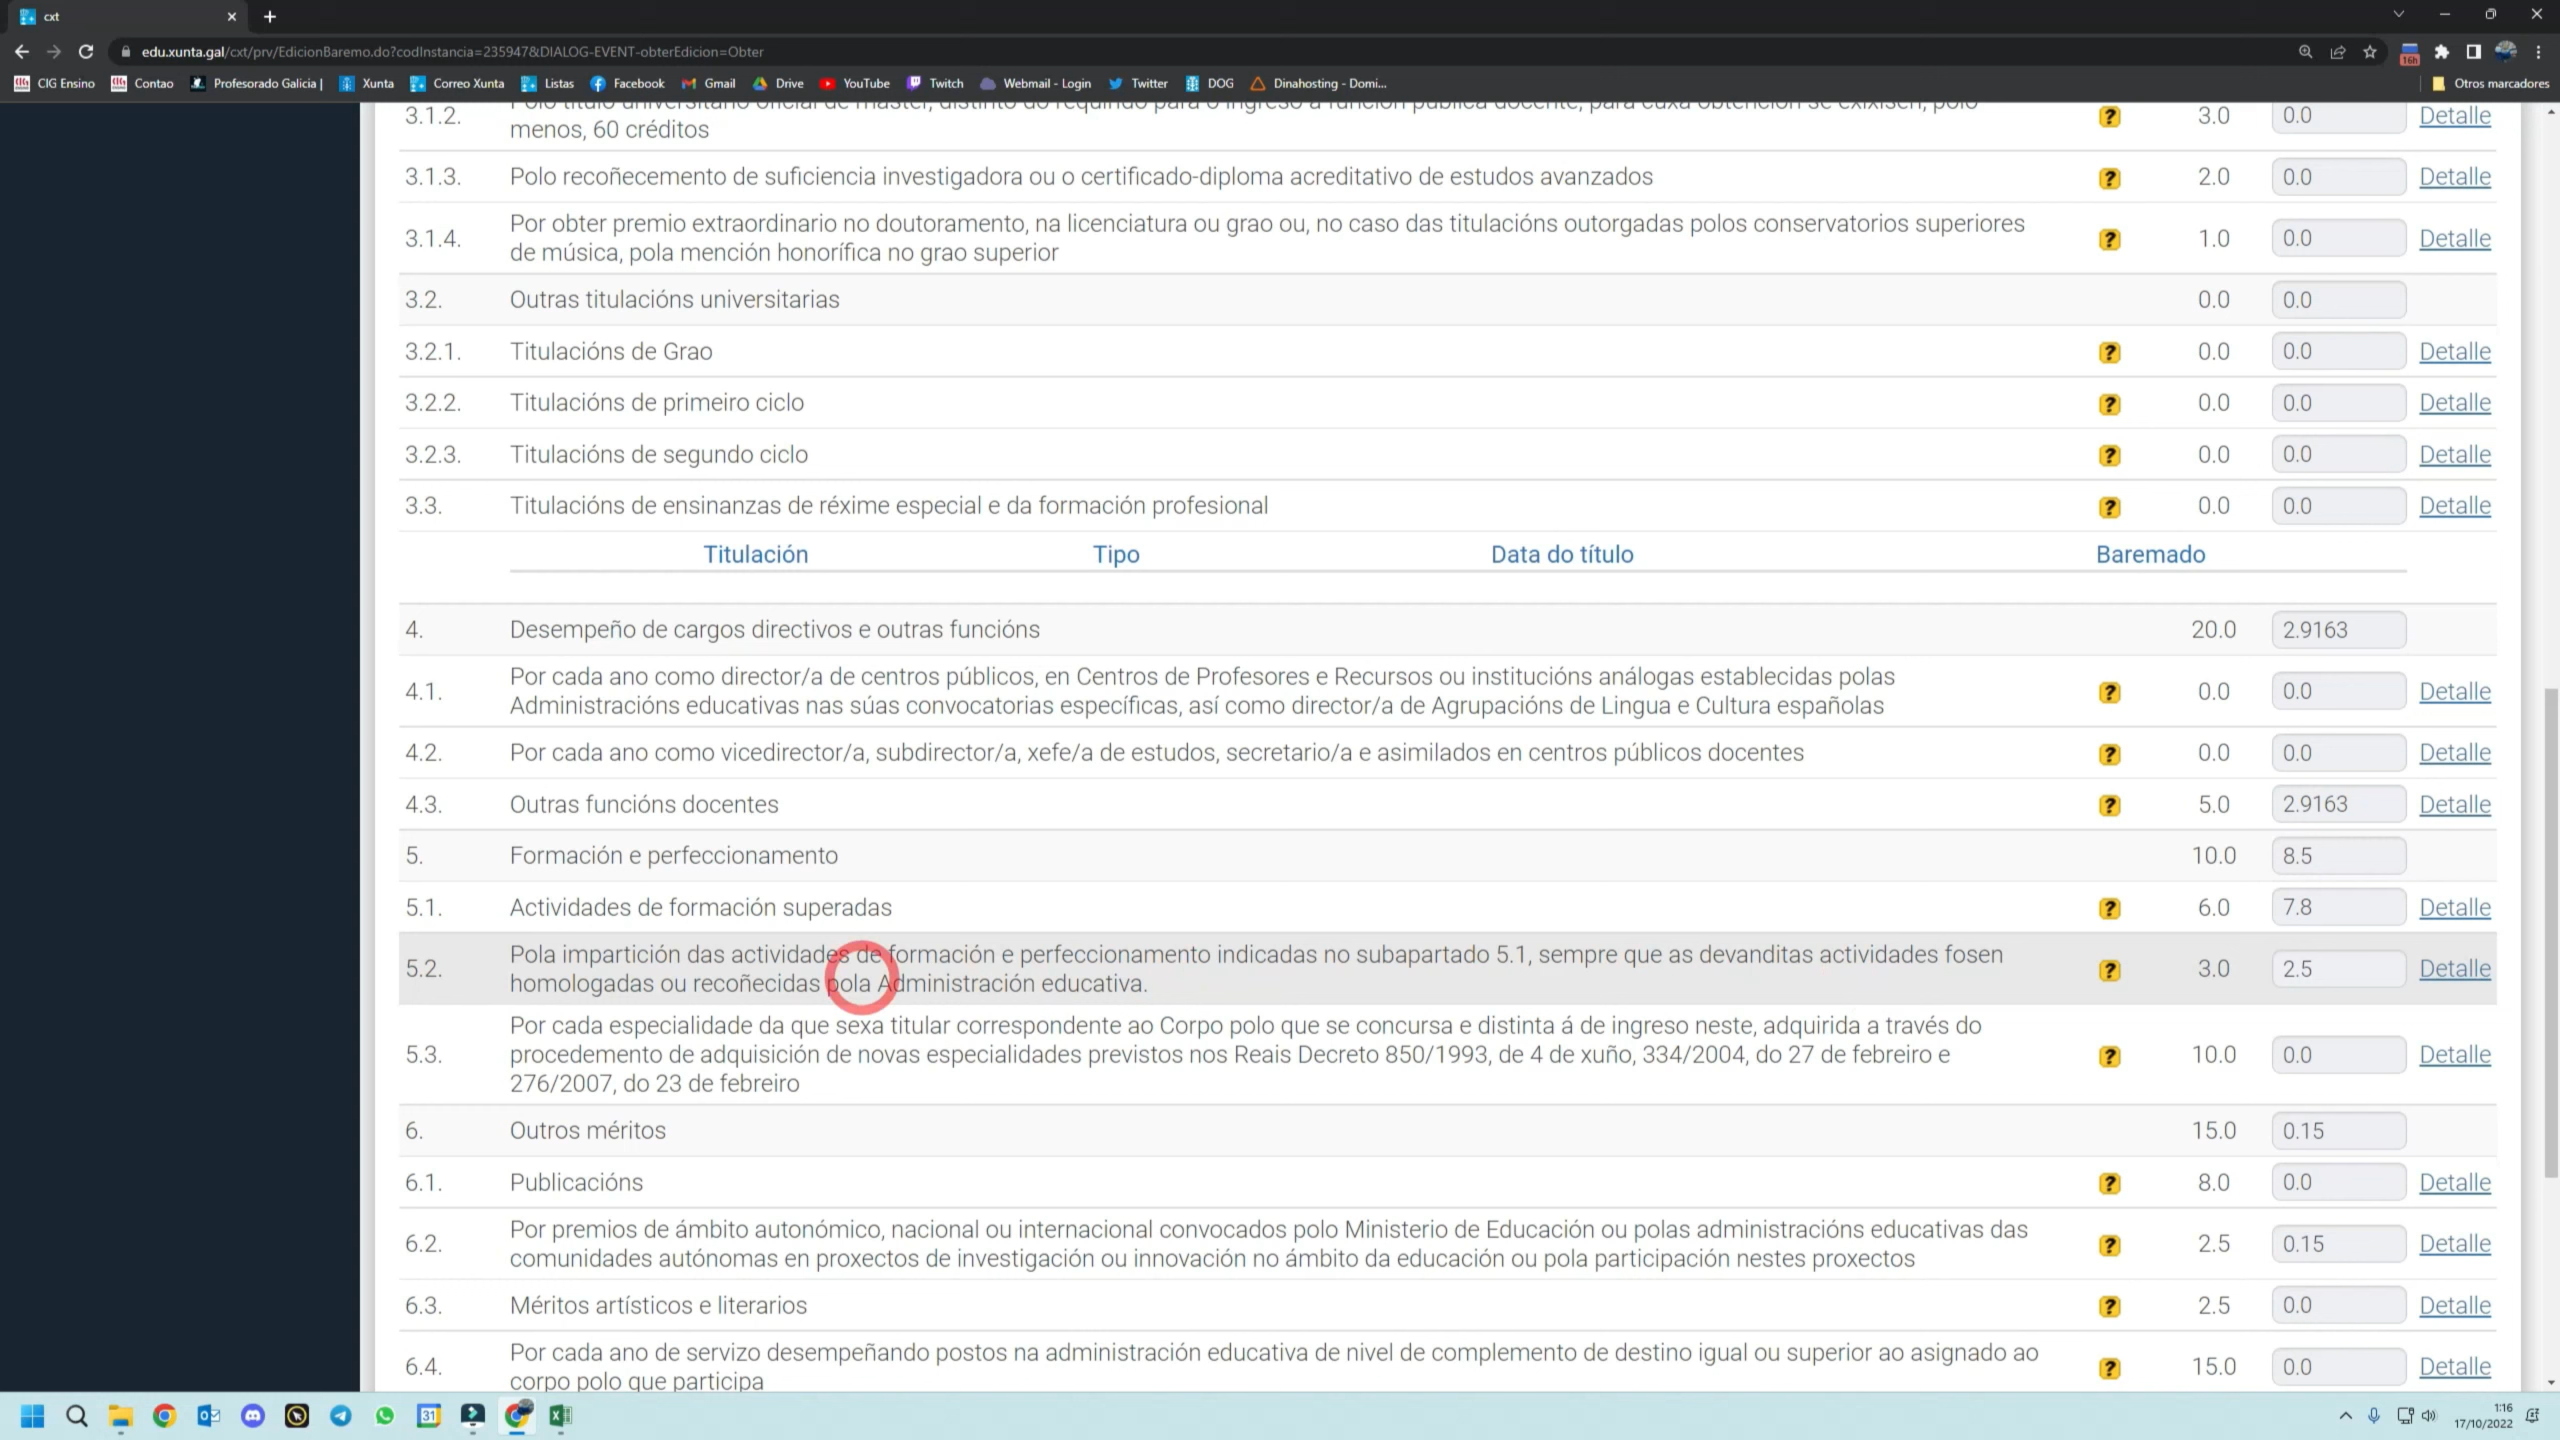 cxt
edu.xunta.gal/cxt/prv/EdicionBaremo.do?codInstancia=235947&DIALOG-EVENT-obterEdicion=Obter
16h
CIG Ensino Contao Profesorado Galicia | Xunta Correo Xunta Listas Facebook Gmail Drive YouTube Twitch Webmail - Login Twitter DOG Dinahosting - Domi... Otros marcadores
3.1.2. Polo título universitario oficial de máster, distinto do requirido para o ingreso á función pública docente, para cuxa obtención se exixisen, polo
menos, 60 créditos ? 3.0 0.0 Detalle
3.1.3. Polo recoñecemento de suficiencia investigadora ou o certificado-diploma acreditativo de estudos avanzados ? 2.0 0.0 Detalle
3.1.4. Por obter premio extraordinario no doutoramento, na licenciatura ou grao ou, no caso das titulacións outorgadas polos conservatorios superiores
de música, pola mención honorífica no grao superior ? 1.0 0.0 Detalle
3.2. Outras titulacións universitarias 0.0 0.0
3.2.1. Titulacións de Grao ? 0.0 0.0 Detalle
3.2.2. Titulacións de primeiro ciclo ? 0.0 0.0 Detalle
3.2.3. Titulacións de segundo ciclo ? 0.0 0.0 Detalle
3.3. Titulacións de ensinanzas de réxime especial e da formación profesional ? 0.0 0.0 Detalle
Titulación Tipo Data do título Baremado
4. Desempeño de cargos directivos e outras funcións 20.0 2.9163
4.1. Por cada ano como director/a de centros públicos, en Centros de Profesores e Recursos ou institucións análogas establecidas polas
Administracións educativas nas súas convocatorias específicas, así como director/a de Agrupacións de Lingua e Cultura españolas ? 0.0 0.0 Detalle
4.2. Por cada ano como vicedirector/a, subdirector/a, xefe/a de estudos, secretario/a e asimilados en centros públicos docentes ? 0.0 0.0 Detalle
4.3. Outras funcións docentes ? 5.0 2.9163 Detalle
5. Formación e perfeccionamento 10.0 8.5
5.1. Actividades de formación superadas ? 6.0 7.8 Detalle
5.2. Pola impartición das actividades de formación e perfeccionamento indicadas no subapartado 5.1, sempre que as devanditas actividades fosen
homologadas ou recoñecidas pola Administración educativa. ? 3.0 2.5 Detalle
5.3. Por cada especialidade da que sexa titular correspondente ao Corpo polo que se concursa e distinta á de ingreso neste, adquirida a través do
procedemento de adquisición de novas especialidades previstos nos Reais Decreto 850/1993, de 4 de xuño, 334/2004, do 27 de febreiro e
276/2007, do 23 de febreiro ? 10.0 0.0 Detalle
6. Outros méritos 15.0 0.15
6.1. Publicacións ? 8.0 0.0 Detalle
6.2. Por premios de ámbito autonómico, nacional ou internacional convocados polo Ministerio de Educación ou polas administracións educativas das
comunidades autónomas en proxectos de investigación ou innovación no ámbito da educación ou pola participación nestes proxectos ? 2.5 0.15 Detalle
6.3. Méritos artísticos e literarios ? 2.5 0.0 Detalle
6.4. Por cada ano de servizo desempeñando postos na administración educativa de nivel de complemento de destino igual ou superior ao asignado ao
corpo polo que participa ? 15.0 0.0 Detalle
31
1:16
17/10/2022